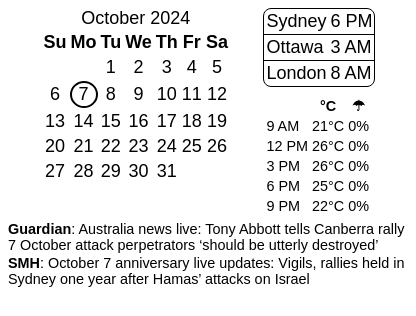 October 2024
Su Mo Tu We Th Fr Sa
1 2 3 4 5
6 7 8 9 10 11 12
13 14 15 16 17 18 19
20 21 22 23 24 25 26
27 28 29 30 31
Sydney 6 PM
Ottawa 3 AM
London 8 AM
°C ☂
9 AM 21°C 0%
12 PM 26°C 0%
3 PM 26°C 0%
6 PM 25°C 0%
9 PM 22°C 0%
Guardian: Australia news live: Tony Abbott tells Canberra rally
7 October attack perpetrators ‘should be utterly destroyed’
SMH: October 7 anniversary live updates: Vigils, rallies held in
Sydney one year after Hamas’ attacks on Israel